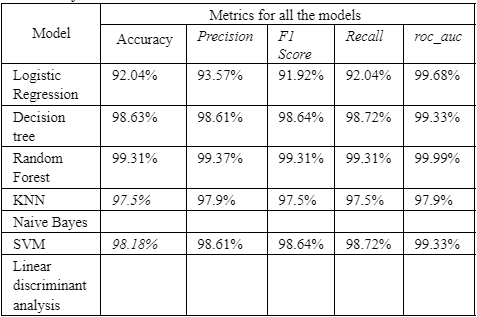 Model
Metrics for all the models
Accuracy Precision F1 Score Recall roc_auc
Logistic Regression 92.04% 93.57% 91.92% 92.04% 99.68%
Decision tree 98.63% 98.61% 98.64% 98.72% 99.33%
Random Forest 99.31% 99.37% 99.31% 99.31% 99.99%
KNN 97.5% 97.9% 97.5% 97.5% 97.9%
Naive Bayes
SVM 98.18% 98.61% 98.64% 98.72% 99.33%
Linear
discriminant
analysis